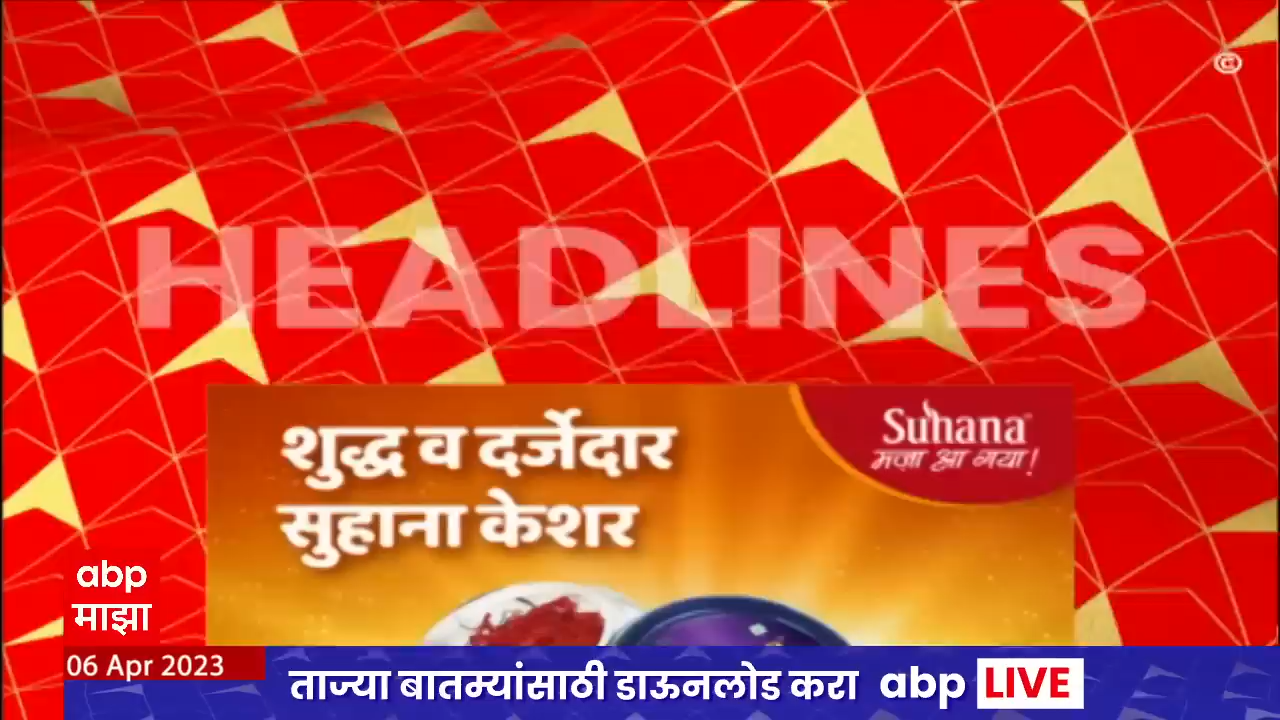 HEADLINES
शुद्ध व दर्जेदार
सुहाना केशर
Suhana
मज़ा आ गया!
abp
माझा
06 Apr 2023
ताज्या बातम्यांसाठी डाऊनलोड करा abp LIVE